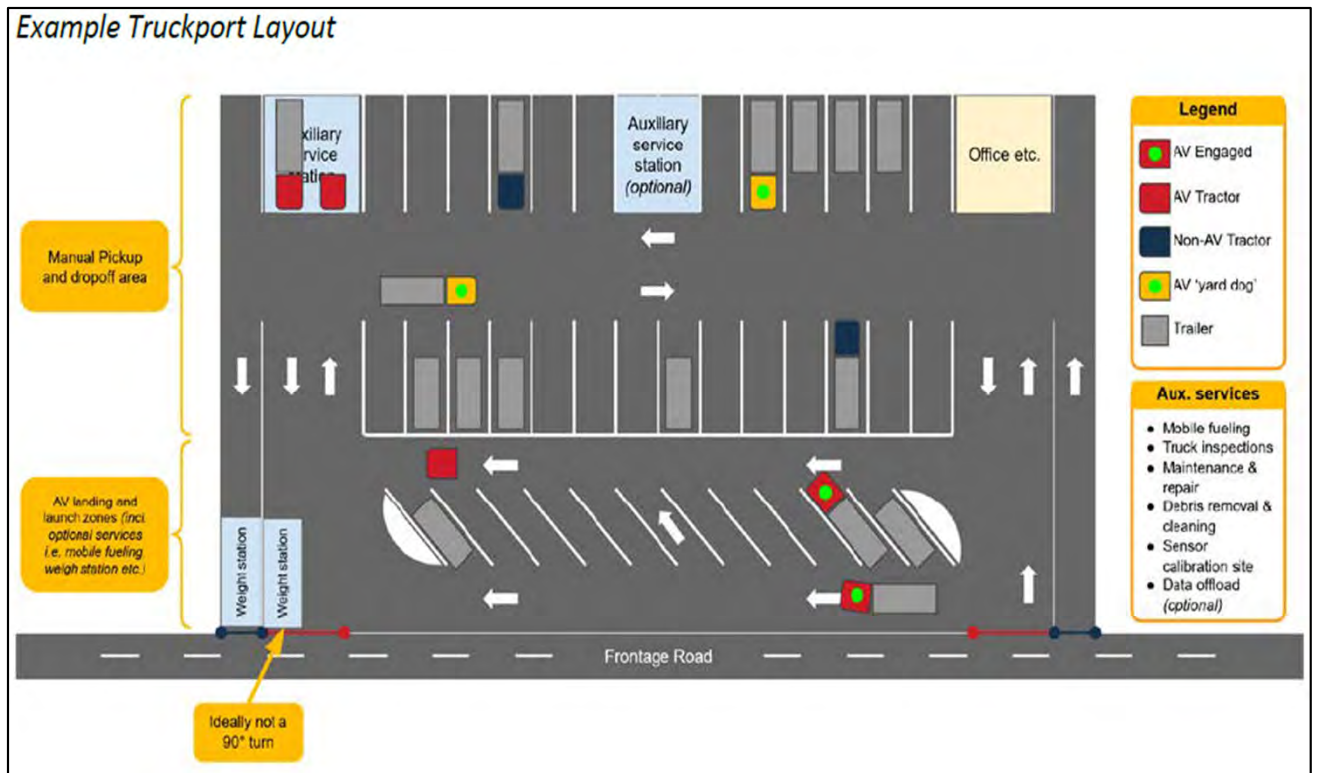 Example Truckport Layout
Manual Pickup
and dropoff area
AV landing and
launch zones (incl.
optional services
i.e. mobile fueling,
weigh station etc.)
xiliary
rvice
tation
Auxiliary
service
station
(optional)
Office etc.
Weight station
Weight station
Frontage Road
Ideally not a
90° turn
Legend
AV Engaged
AV Tractor
Non-AV Tractor
AV 'yard dog'
Trailer
Aux. services
• Mobile fueling
• Truck inspections
• Maintenance &
repair
• Debris removal &
cleaning
• Sensor
calibration site
• Data offload
(optional)